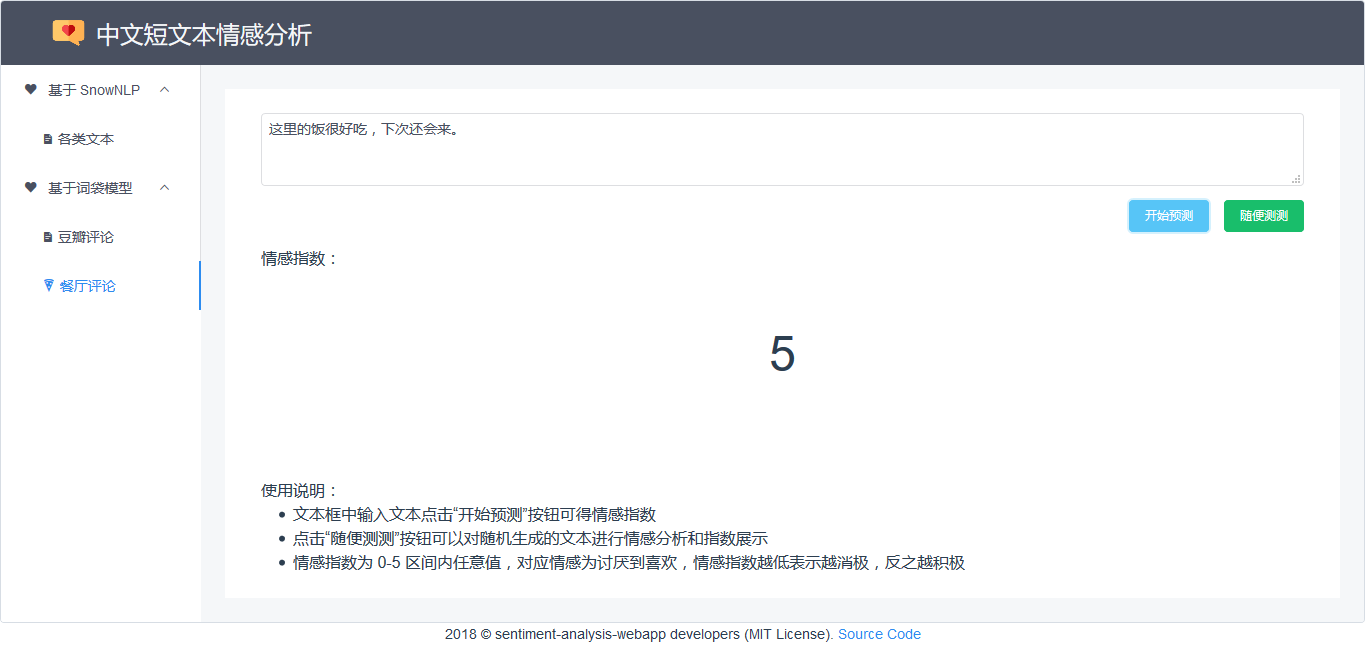 中文短文本情感分析
基于 SnowNLP
各类文本
基于词袋模型
豆瓣评论
餐厅评论
这里的饭很好吃，下次还会来。
开始预测
随便测测
情感指数：
5
使用说明：
文本框中输入文本点击“开始预测”按钮可得情感指数
点击“随便测测”按钮可以对随机生成的文本进行情感分析和指数展示
情感指数为 0-5 区间内任意值，对应情感为讨厌到喜欢，情感指数越低表示越消极，反之越积极
2018 © sentiment-analysis-webapp developers (MIT License). Source Code